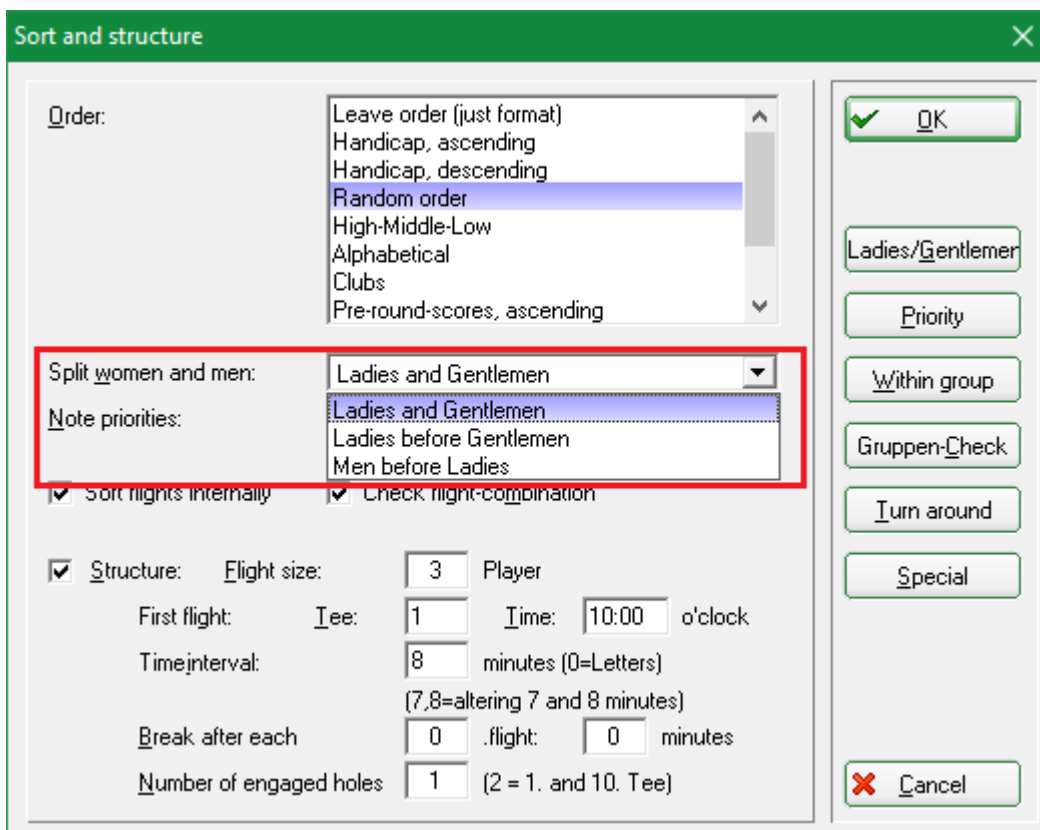 Sort and structure
Order:
Leave order (just format)
Handicap, ascending
Handicap, descending
Random order
High-Middle-Low
Alphabetical
Clubs
Pre-round-scores, ascending
Split women and men:
Ladies and Gentlemen
Note priorities:
Ladies and Gentlemen
Ladies before Gentlemen
Men before Ladies
Sort flights internally Check flight-combination
Structure: Flight size: 3 Player
First flight: Tee: 1 Time: 10:00 o'clock
Timeinterval: 8 minutes (0=Letters)
(7,8=altering 7 and 8 minutes)
Break after each 0 .flight: 0 minutes
Number of engaged holes 1 (2 = 1. and 10. Tee)
OK
Ladies/Gentlemer
Priority
Within group
Gruppen-Check
Turn around
Special
Cancel